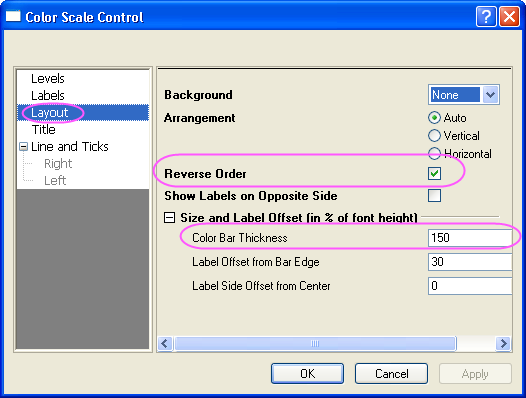 Color Scale Control
Levels
Labels
Layout
Title
Line and Ticks
Right
Left
Background None
Arrangement Auto
Vertical
Horizontal
Reverse Order
Show Labels on Opposite Side
Size and Label Offset (in % of font height)
Color Bar Thickness 150
Label Offset from Bar Edge 30
Label Side Offset from Center 0
OK Cancel Apply